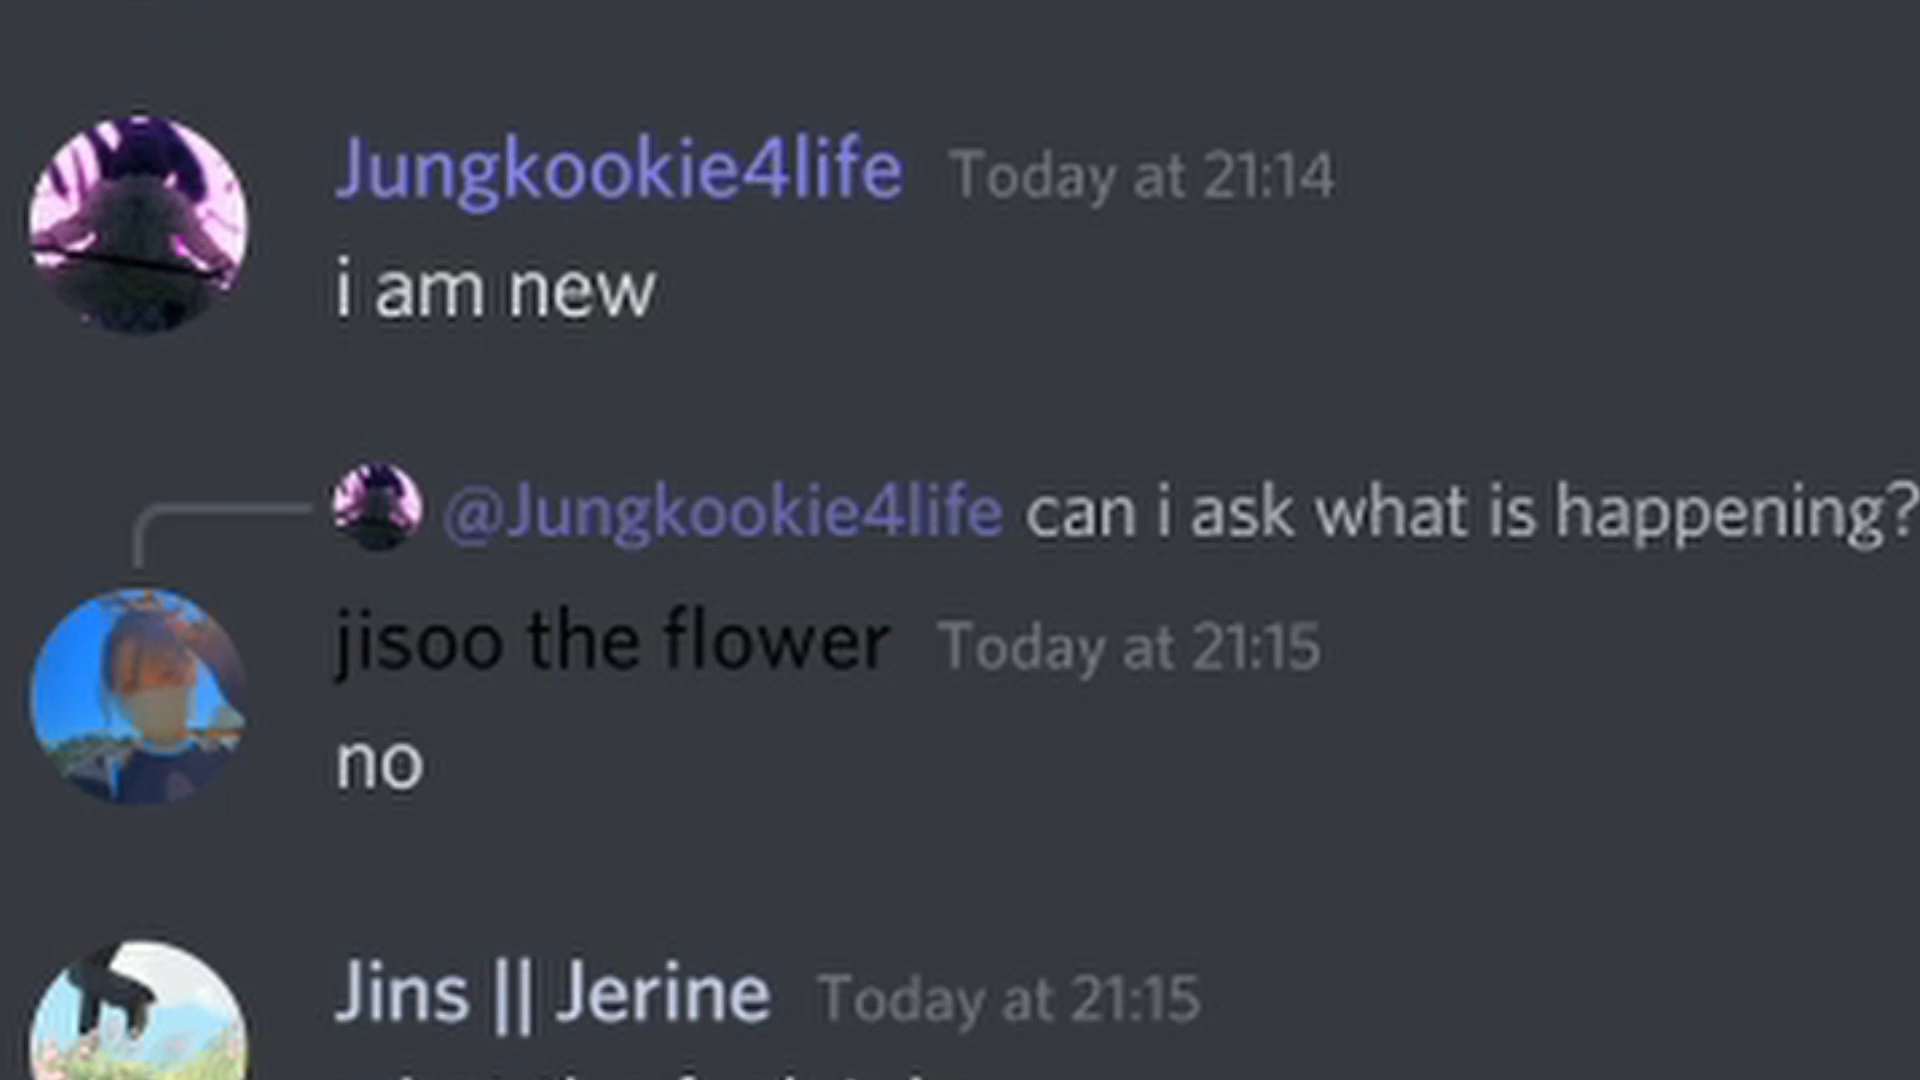 Jungkookie4life Today at 21:14
i am new
@Jungkookie4life can i ask what is happening?
jisoo the flower Today at 21:15
no
Jins || Jerine Today at 21:15